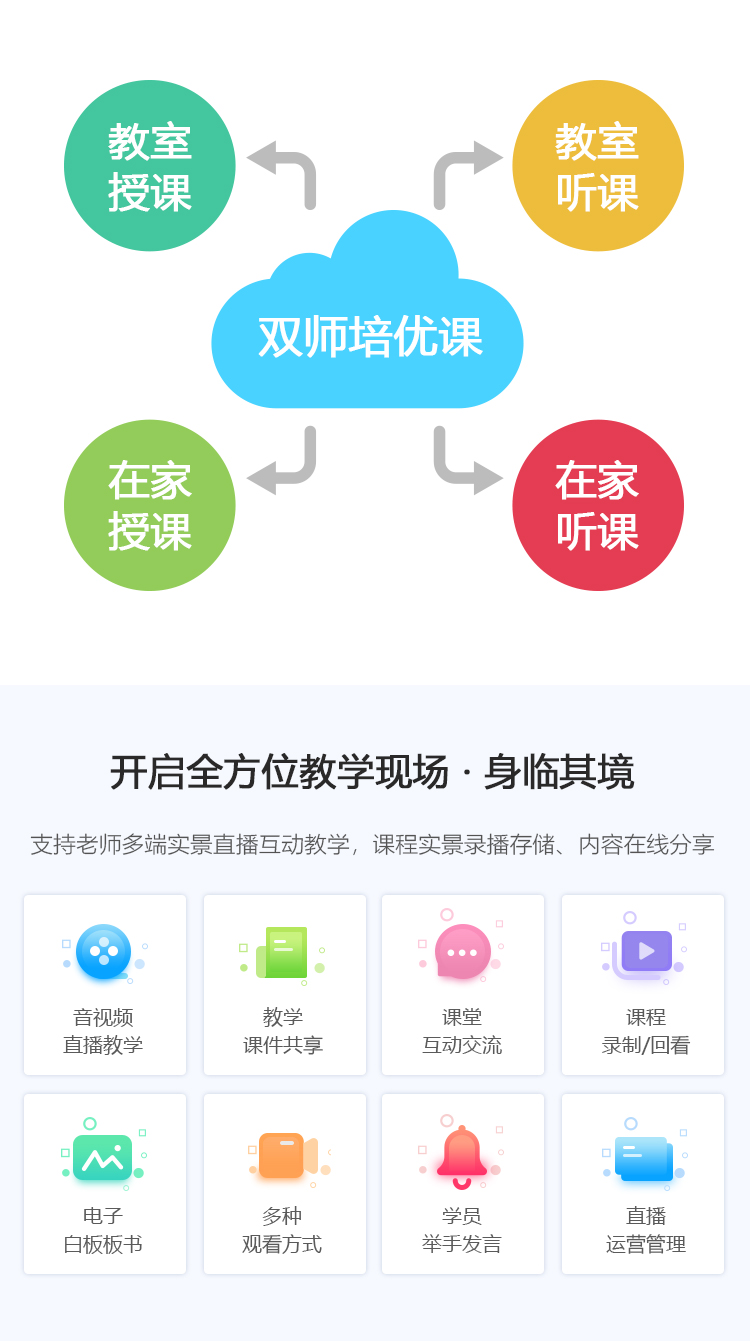 教室
授课
教室
听课
双师培优课
在家
授课
在家
听课
开启全方位教学现场 · 身临其境
支持老师多端实景直播互动教学，课程实景录播存储、内容在线分享
音视频
直播教学
教学
课件共享
课堂
互动交流
课程
录制/回看
电子
白板板书
多种
观看方式
学员
举手发言
直播
运营管理